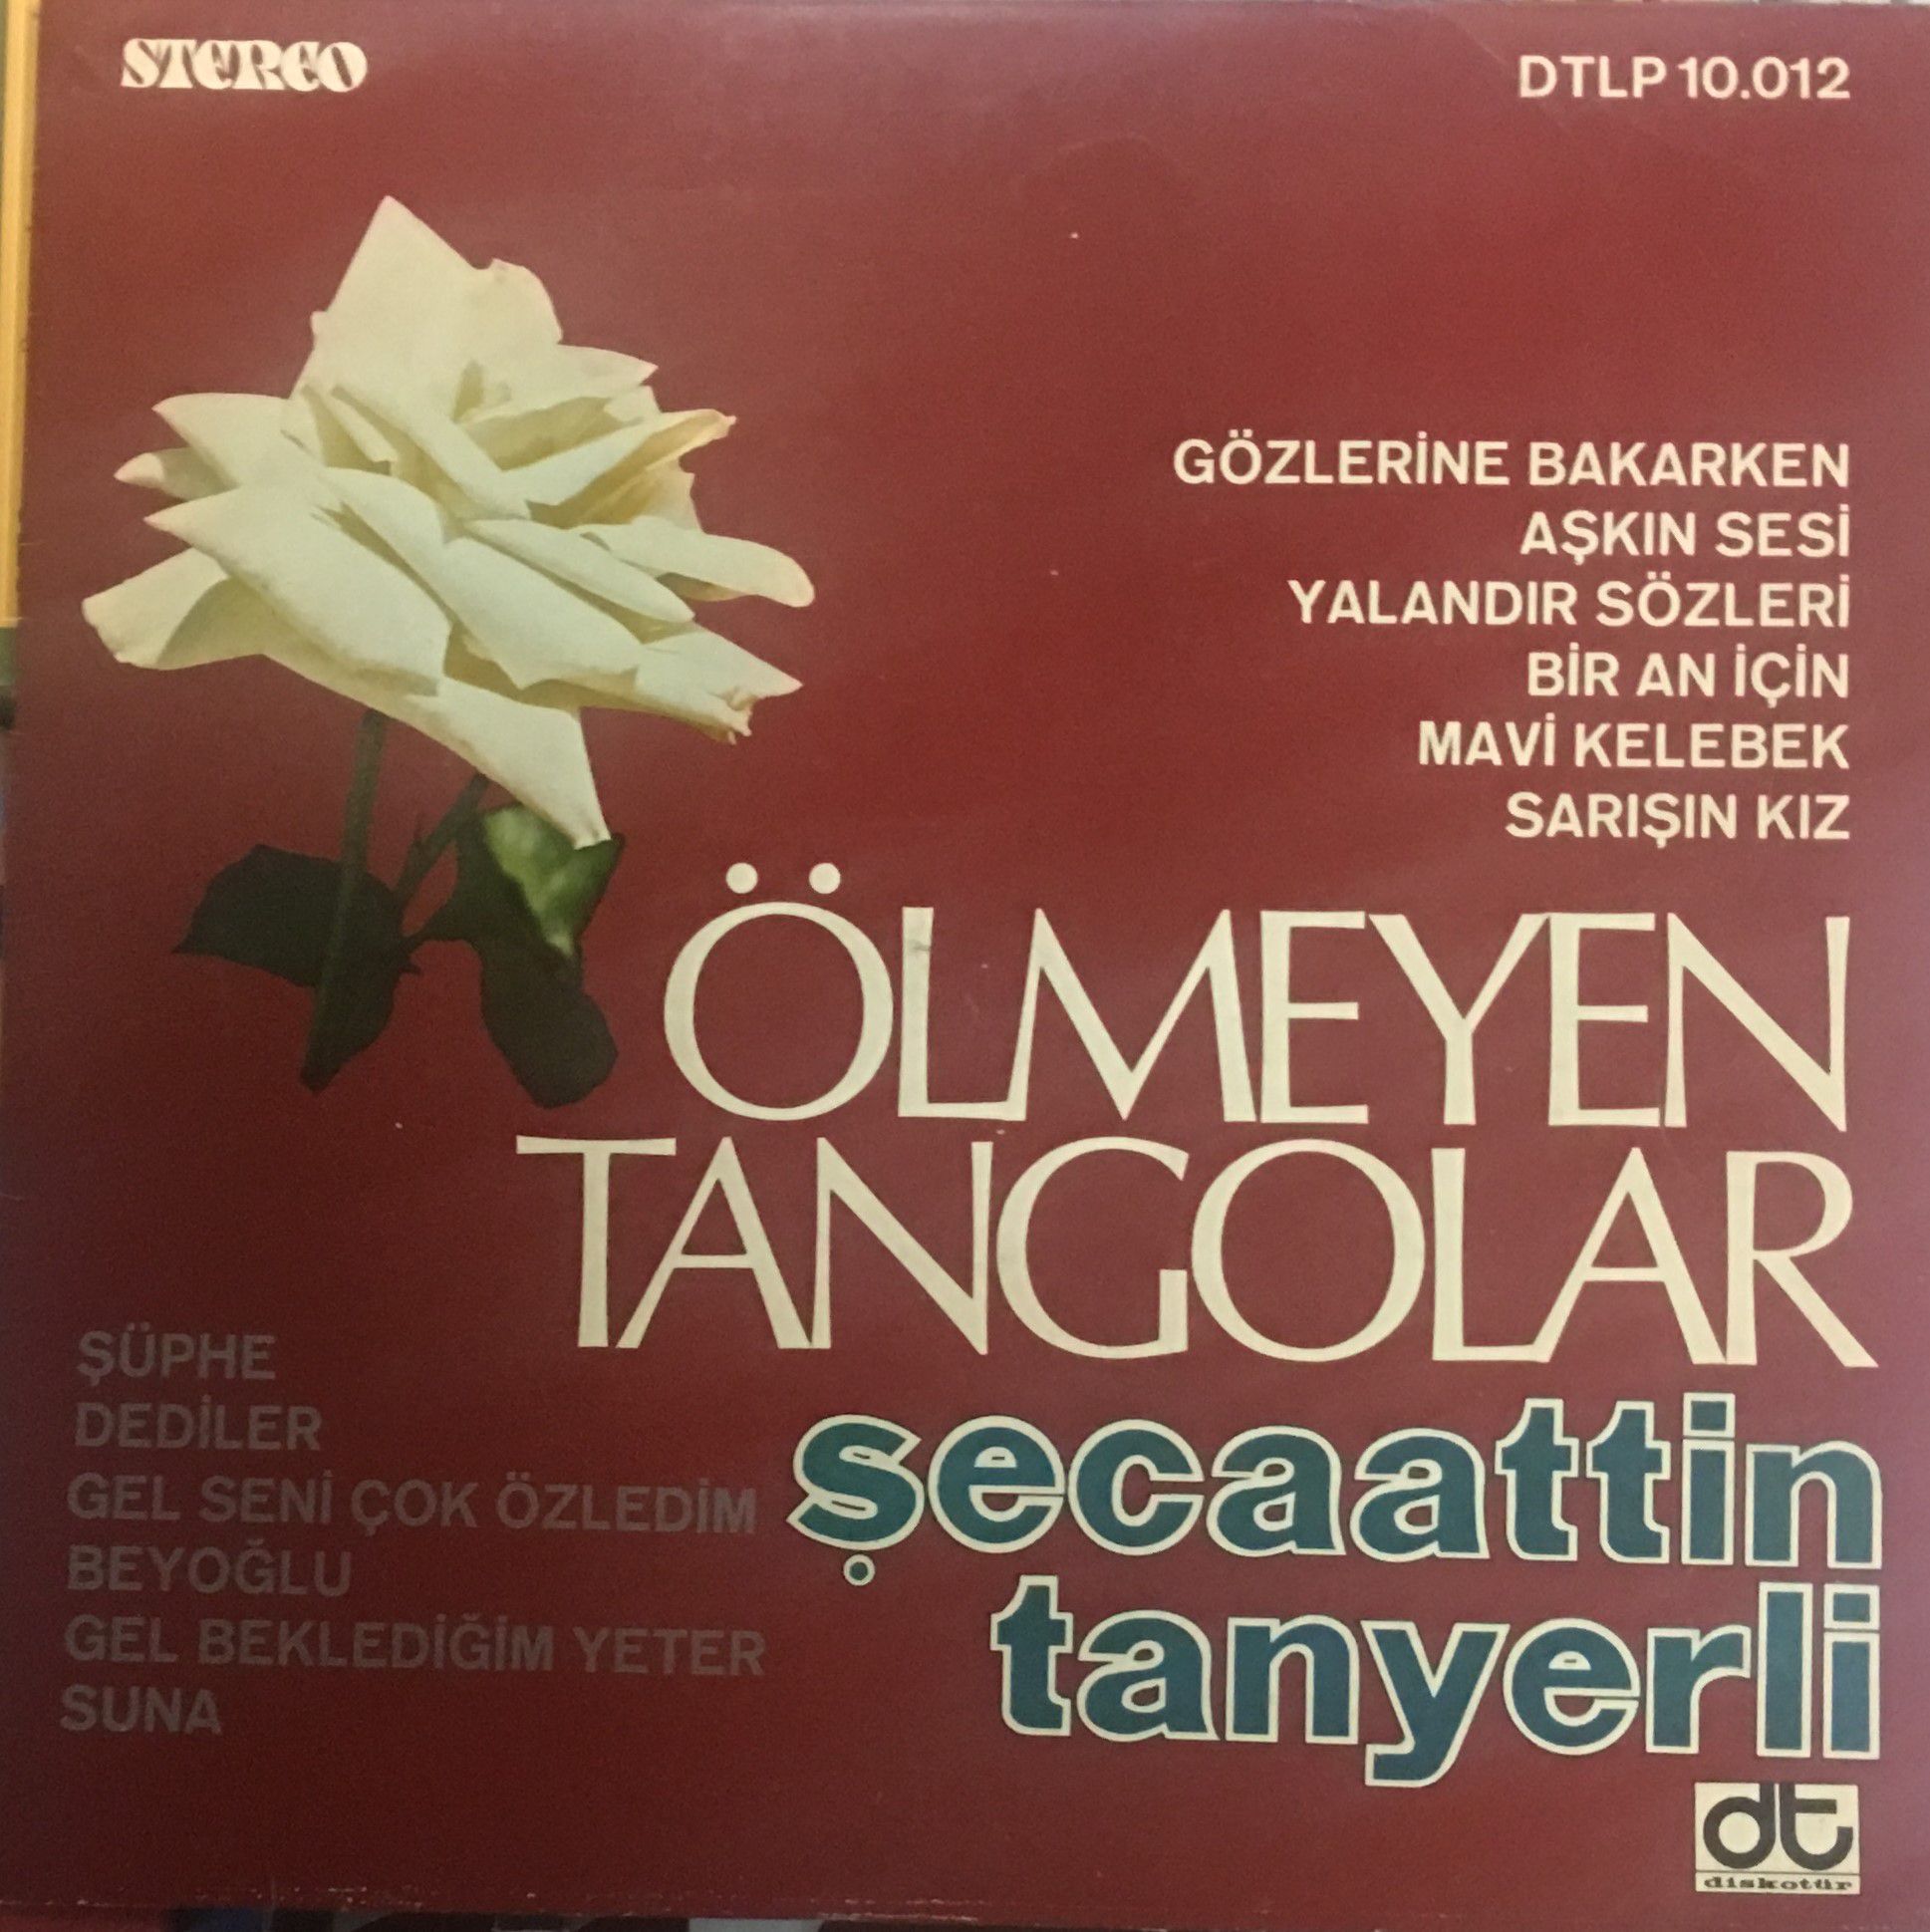 STEREO
DTLP 10.012
GÖZLERİNE BAKARKEN
AŞKIN SESİ
YALANDIR SÖZLERİ
BİR AN İÇİN
MAVİ KELEBEK
SARIŞIN KIZ
ÖLMEYEN
TANGOLAR
ŞÜPHE
DEDİLER
GEL SENİ ÇOK ÖZLEDİM
BEYOĞLU
GEL BEKLEDİĞİM YETER
SUNA
şecaattin
tanyerli
dt
diskotür